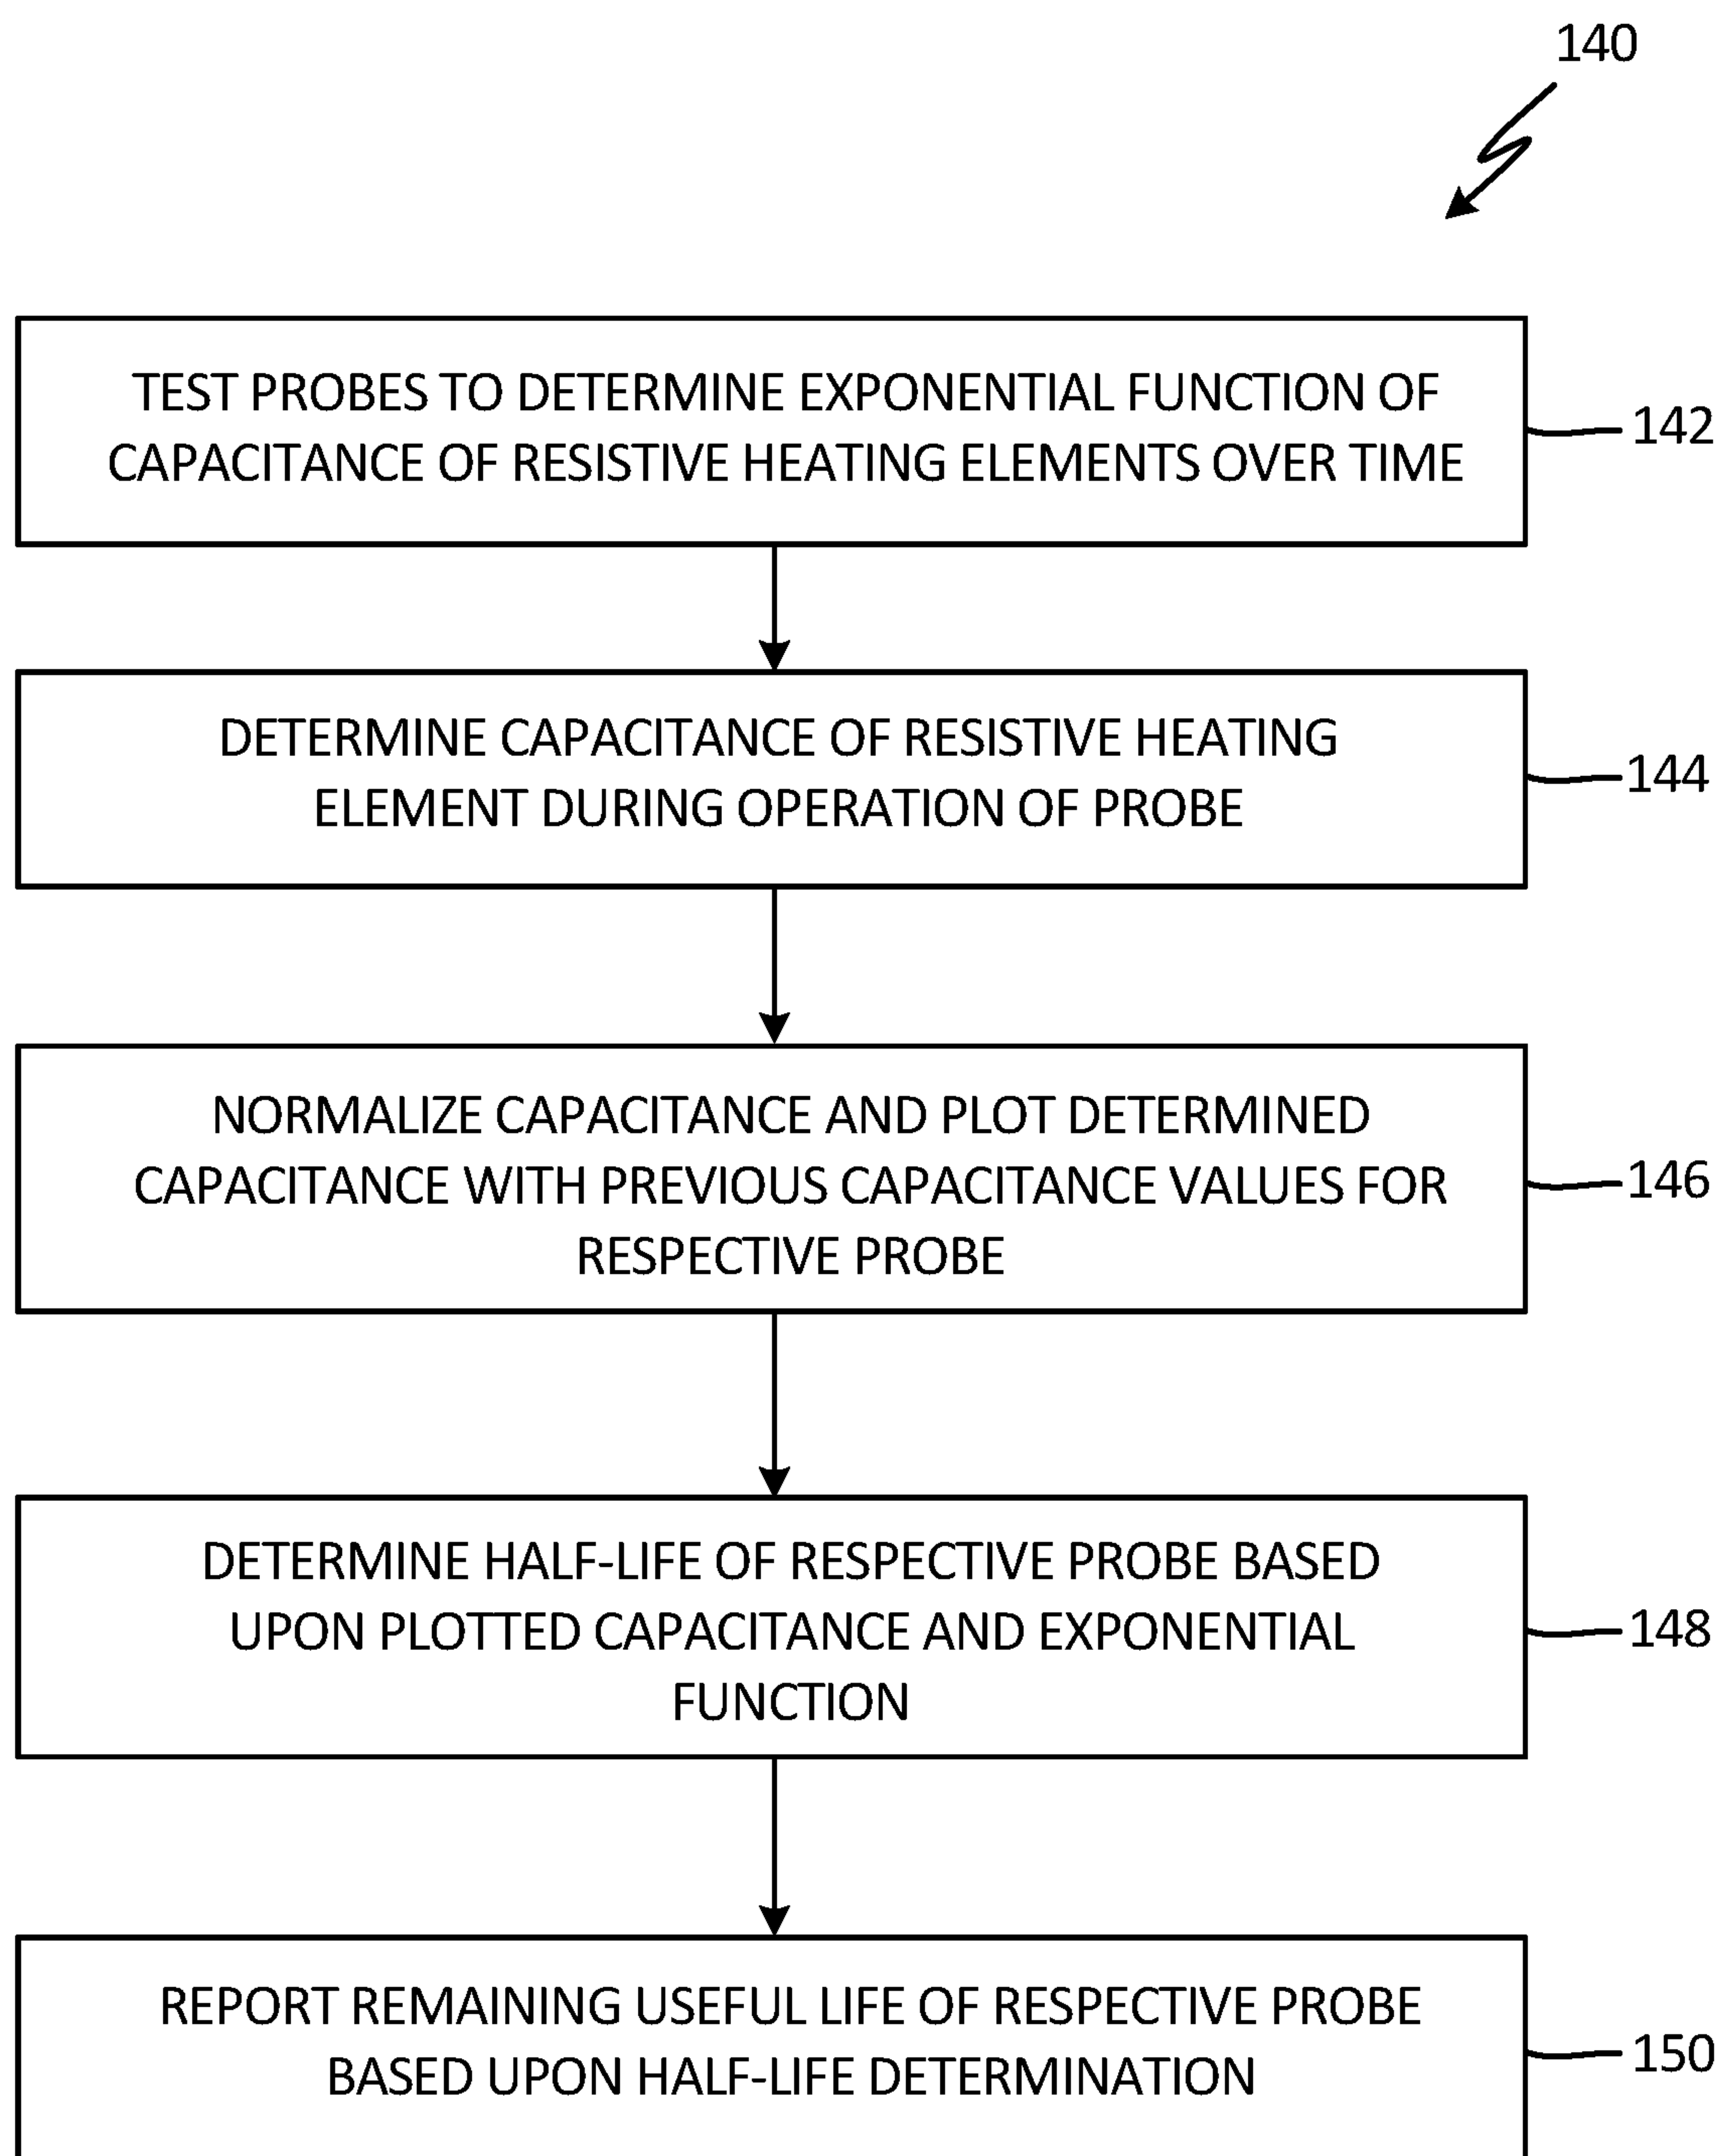 140
TEST PROBES TO DETERMINE EXPONENTIAL FUNCTION OF
CAPACITANCE OF RESISTIVE HEATING ELEMENTS OVER TIME
142
DETERMINE CAPACITANCE OF RESISTIVE HEATING
ELEMENT DURING OPERATION OF PROBE
144
NORMALIZE CAPACITANCE AND PLOT DETERMINED
CAPACITANCE WITH PREVIOUS CAPACITANCE VALUES FOR
RESPECTIVE PROBE
146
DETERMINE HALF-LIFE OF RESPECTIVE PROBE BASED
UPON PLOTTED CAPACITANCE AND EXPONENTIAL
FUNCTION
148
REPORT REMAINING USEFUL LIFE OF RESPECTIVE PROBE
BASED UPON HALF-LIFE DETERMINATION
150